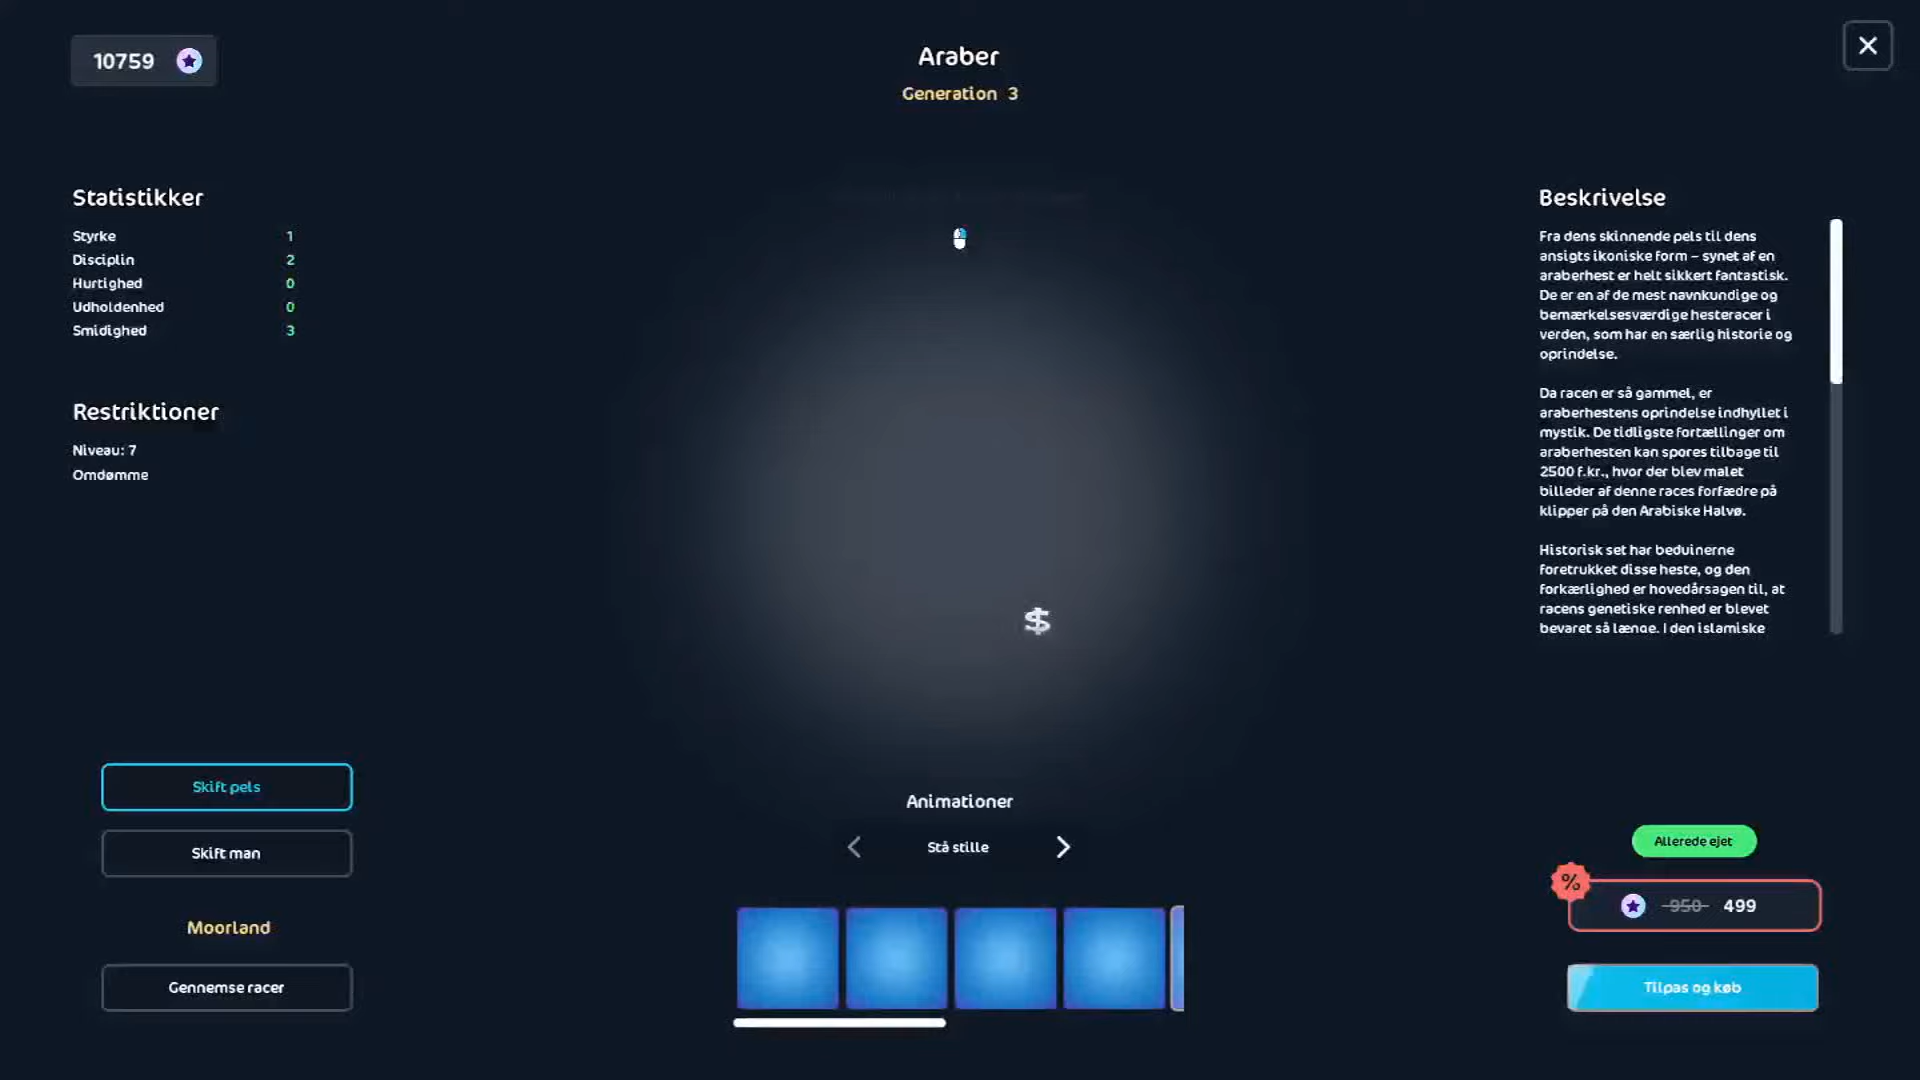 10759
Araber
Generation 3
Statistikker
Styrke 1
Disciplin 2
Hurtighed 0
Udholdenhed 0
Smidighed 3
Restriktioner
Niveau: 7
Omdømme
Skift pels
Skift man
Moorland
Gennemse racer
$
Animationer
Stå stille
Beskrivelse
Fra dens skinnende pels til dens
ansigts ikoniske form – synet af en
araberhest er helt sikkert fantastisk.
De er en af de mest navnkundige og
bemærkelsesværdige hesteracer i
verden, som har en særlig historie og
oprindelse.
Da racen er så gammel, er
araberhestens oprindelse indhyllet i
mystik. De tidligste fortællinger om
araberhesten kan spores tilbage til
2500 f.kr., hvor der blev malet
billeder af denne races forfædre på
klipper på den Arabiske Halvø.
Historisk set har beduinerne
foretrukket disse heste, og den
forkærlighed er hovedårsagen til, at
racens genetiske renhed er blevet
bevaret så længe. I den islamiske
Allerede ejet
%
950 499
Tilpas og køb